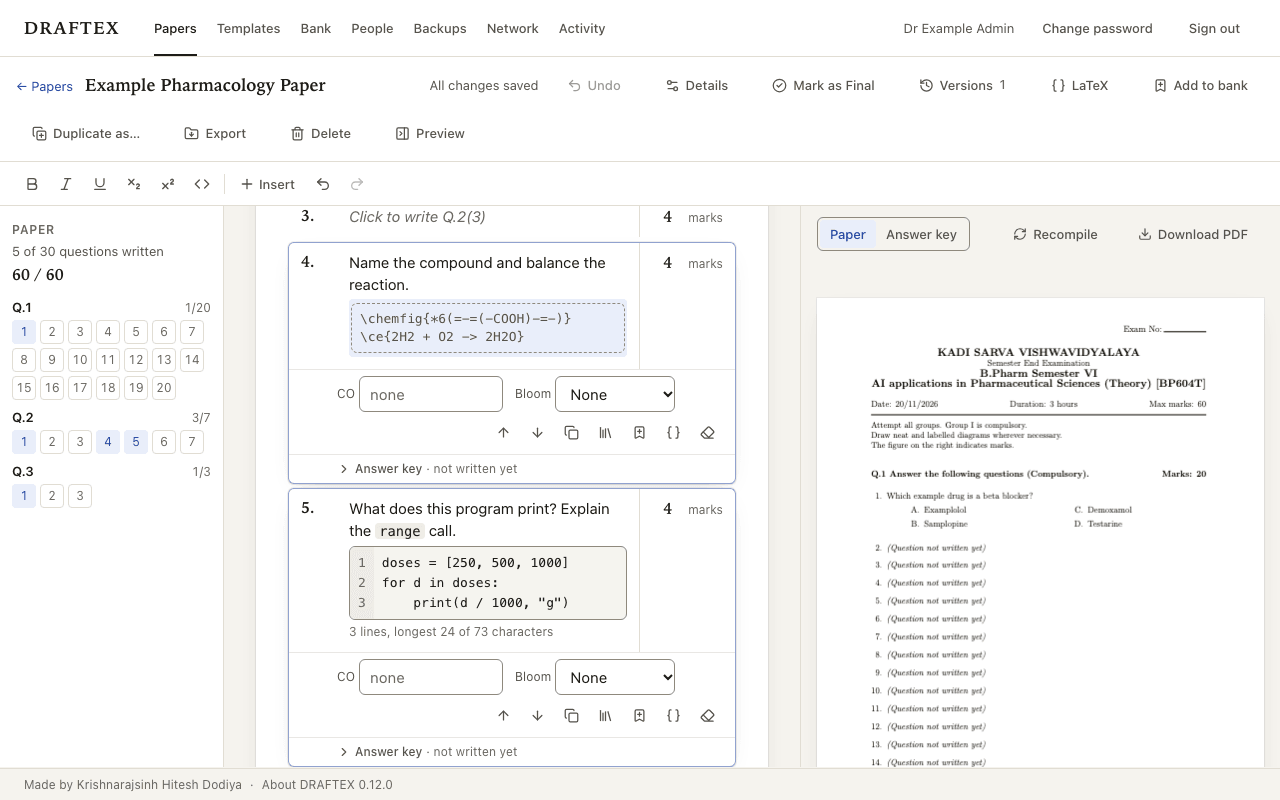 DRAFTEX Papers Templates Bank People Backups Network Activity Dr Example Admin Change password Sign out
← Papers Example Pharmacology Paper All changes saved Undo Details Mark as Final Versions 1 {} LaTeX Add to bank
Duplicate as... Export Delete Preview
B I U x₂ x² <> + Insert
PAPER
5 of 30 questions written
60 / 60
Q.1 1/20
1 2 3 4 5 6 7
8 9 10 11 12 13 14
15 16 17 18 19 20
Q.2 3/7
1 2 3 4 5 6 7
Q.3 1/3
1 2 3
3. Click to write Q.2(3) 4 marks
4. Name the compound and balance the 4 marks
reaction.
\chemfig{*6(=-=(-COOH)-=-)}
\ce{2H2 + O2 -> 2H2O}
CO none Bloom None
{}
Answer key · not written yet
5. What does this program print? Explain 4 marks
the range call.
1 doses = [250, 500, 1000]
2 for d in doses:
3     print(d / 1000, "g")
3 lines, longest 24 of 73 characters
CO none Bloom None
{}
Answer key · not written yet
Paper Answer key Recompile Download PDF
Exam No:
KADI SARVA VISHWAVIDYALAYA
Semester End Examination
B.Pharm Semester VI
AI applications in Pharmaceutical Sciences (Theory) [BP604T]
Date: 20/11/2026 Duration: 3 hours Max marks: 60
Attempt all groups. Group I is compulsory.
Draw neat and labelled diagrams wherever necessary.
The figure on the right indicates marks.
Q.1 Answer the following questions (Compulsory). Marks: 20
1. Which example drug is a beta blocker?
A. Examplolol C. Demoxamol
B. Samplopine D. Testarine
2. (Question not written yet)
3. (Question not written yet)
4. (Question not written yet)
5. (Question not written yet)
6. (Question not written yet)
7. (Question not written yet)
8. (Question not written yet)
9. (Question not written yet)
10. (Question not written yet)
11. (Question not written yet)
12. (Question not written yet)
13. (Question not written yet)
14. (Question not written yet)
Made by Krishnarajsinh Hitesh Dodiya · About DRAFTEX 0.12.0